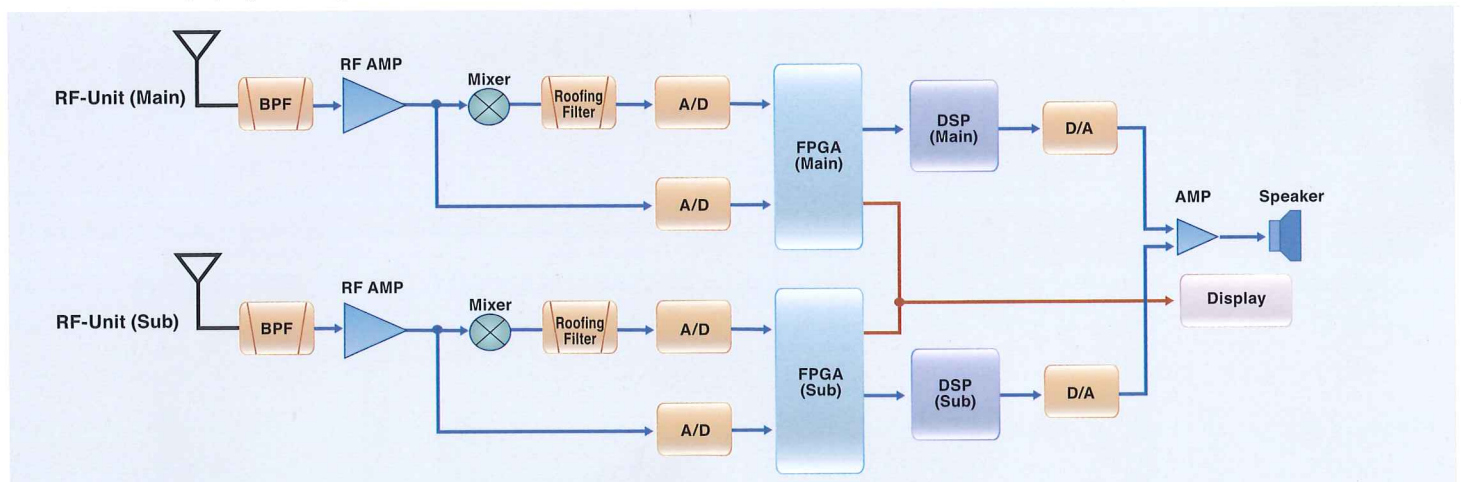 RF-Unit (Main)
BPF
RF AMP
Mixer
Roofing
Filter
A/D
A/D
FPGA
(Main)
DSP
(Main)
D/A
AMP
Speaker
Display
RF-Unit (Sub)
BPF
RF AMP
Mixer
Roofing
Filter
A/D
A/D
FPGA
(Sub)
DSP
(Sub)
D/A